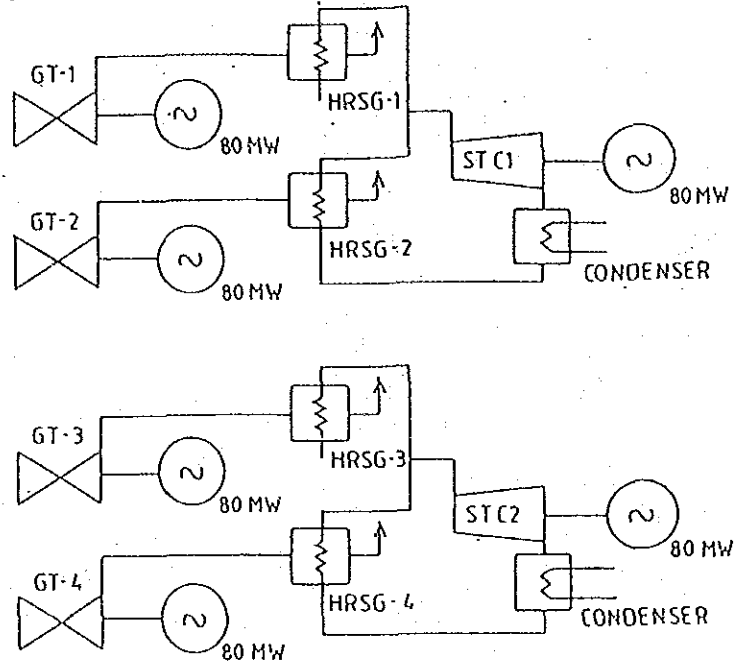 GT-1
HRSG-1
80 MW
ST C1
80 MW
GT-2
HRSG-2
80 MW
CONDENSER
GT-3
HRSG-3
80 MW
ST C2
80 MW
GT-4
HRSG-4
80 MW
CONDENSER